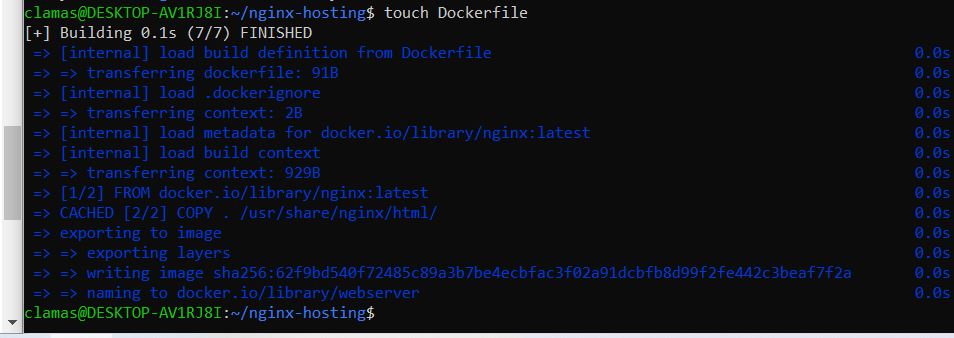 clamas@DESKTOP-AV1RJ8I:~/nginx-hosting$ touch Dockerfile
[+] Building 0.1s (7/7) FINISHED
=> [internal] load build definition from Dockerfile 0.0s
=> => transferring dockerfile: 91B 0.0s
=> [internal] load .dockerignore 0.0s
=> => transferring context: 2B 0.0s
=> [internal] load metadata for docker.io/library/nginx:latest 0.0s
=> [internal] load build context 0.0s
=> => transferring context: 929B 0.0s
=> [1/2] FROM docker.io/library/nginx:latest 0.0s
=> CACHED [2/2] COPY . /usr/share/nginx/html/ 0.0s
=> exporting to image 0.0s
=> => exporting layers 0.0s
=> => writing image sha256:62f9bd540f72485c89a3b7be4ecbfac3f02a91dcbfb8d99f2fe442c3beaf7f2a 0.0s
=> => naming to docker.io/library/webserver 0.0s
clamas@DESKTOP-AV1RJ8I:~/nginx-hosting$